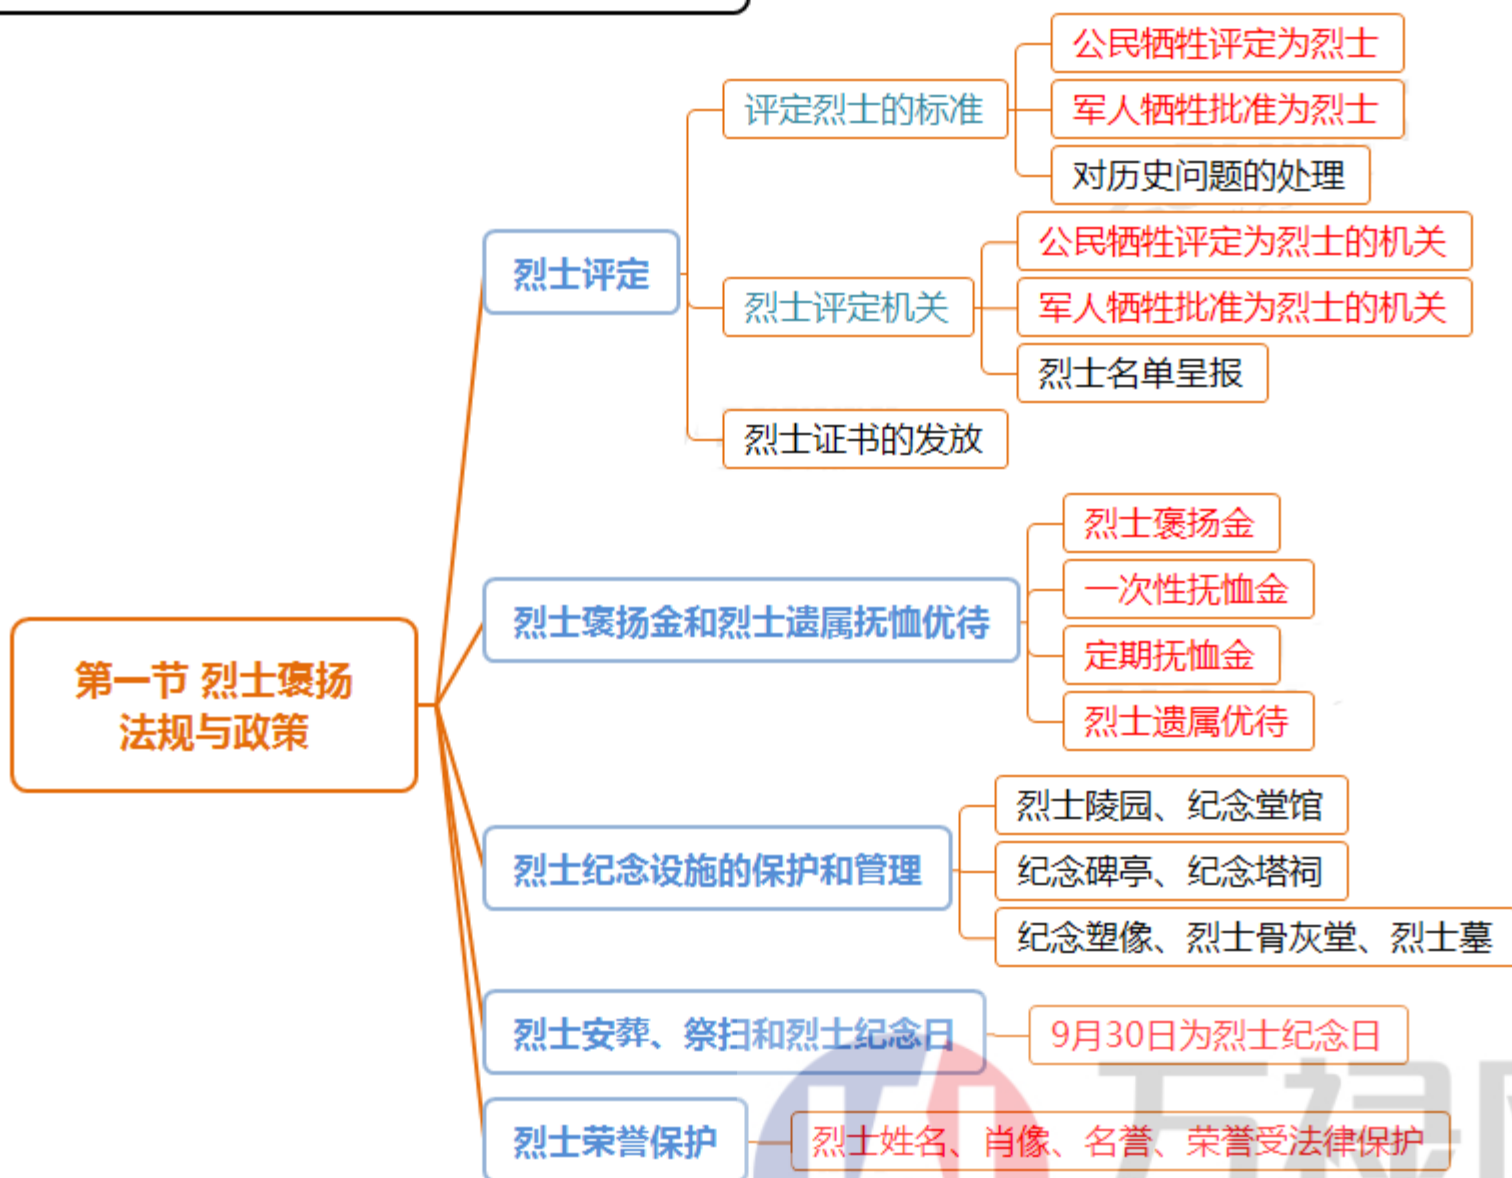 第一节 烈士褒扬
法规与政策
烈士评定
评定烈士的标准
公民牺牲评定为烈士
军人牺牲批准为烈士
对历史问题的处理
烈士评定机关
公民牺牲评定为烈士的机关
军人牺牲批准为烈士的机关
烈士名单呈报
烈士证书的发放
烈士褒扬金和烈士遗属抚恤优待
烈士褒扬金
一次性抚恤金
定期抚恤金
烈士遗属优待
烈士纪念设施的保护和管理
烈士陵园、纪念堂馆
纪念碑亭、纪念塔祠
纪念塑像、烈士骨灰堂、烈士墓
烈士安葬、祭扫和烈士纪念日
9月30日为烈士纪念日
烈士荣誉保护
烈士姓名、肖像、名誉、荣誉受法律保护